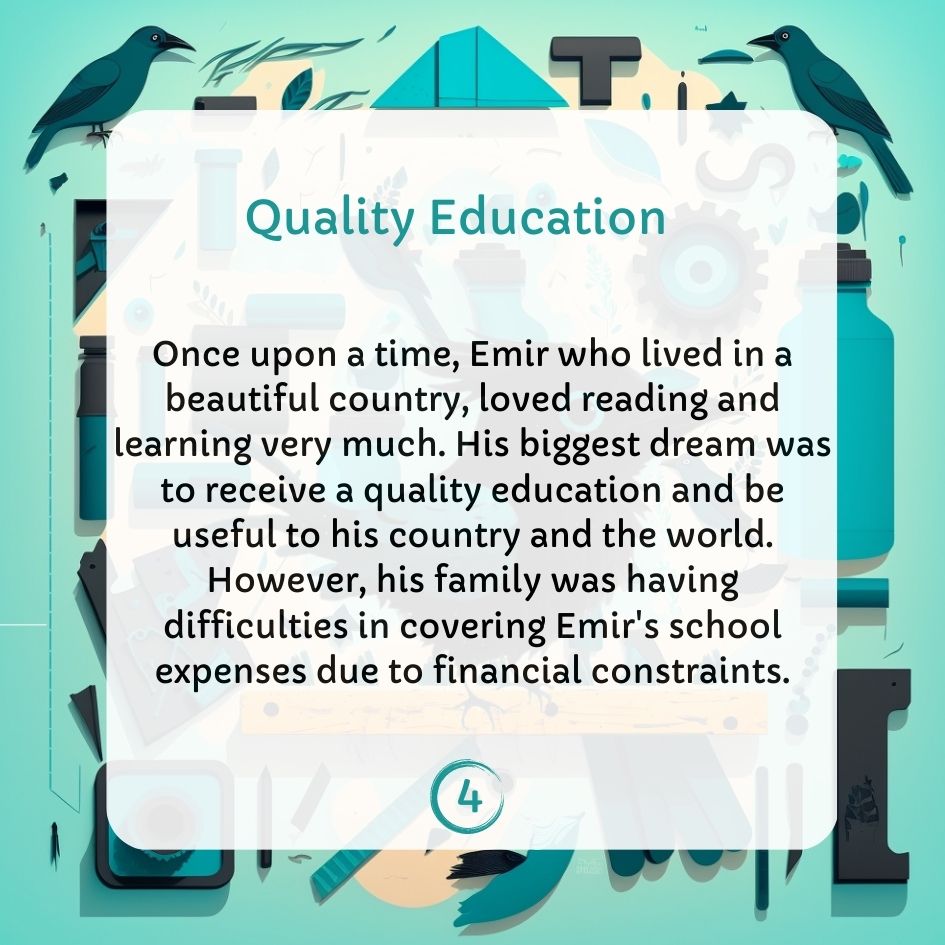 Quality Education
Once upon a time, Emir who lived in a
beautiful country, loved reading and
learning very much. His biggest dream was
to receive a quality education and be
useful to his country and the world.
However, his family was having
difficulties in covering Emir's school
expenses due to financial constraints.
4